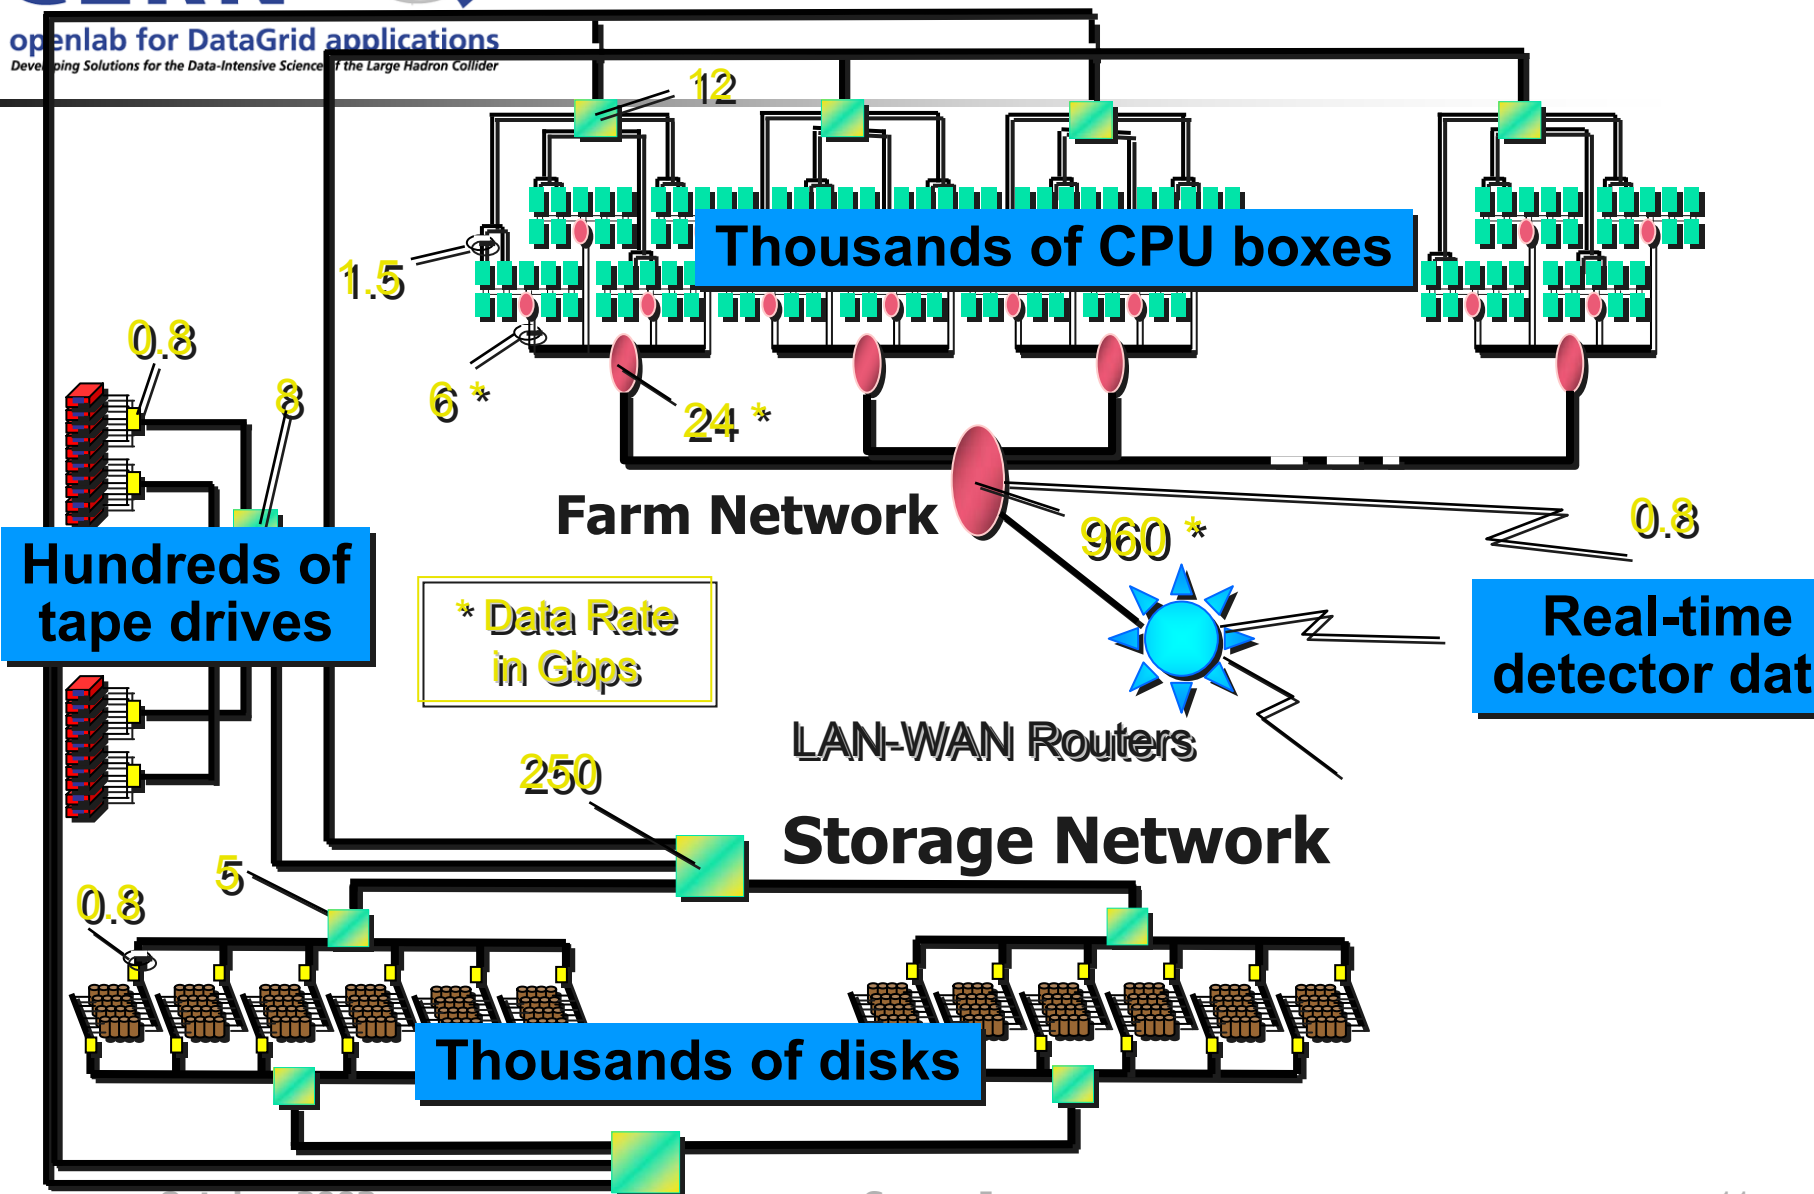 openlab for DataGrid applications
Developing Solutions for the Data-Intensive Science of the Large Hadron Collider
12
Thousands of CPU boxes
1.5
0.8
8
6 *
24 *
Farm Network
960 *
0.8
Hundreds of
tape drives
* Data Rate
in Gbps
Real-time
detector dat
LAN-WAN Routers
250
Storage Network
5
0.8
Thousands of disks